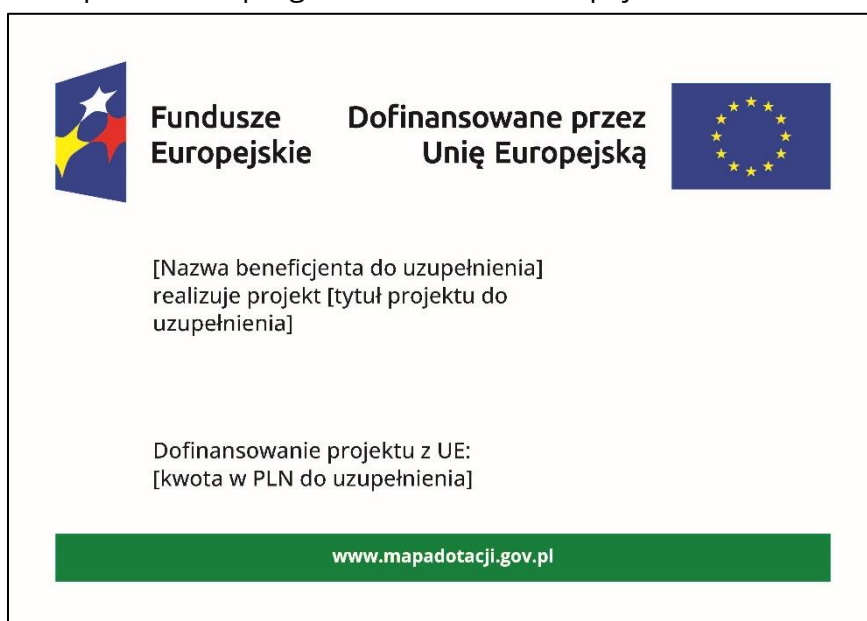 Fundusze
Europejskie
Dofinansowane przez
Unię Europejską
[Nazwa beneficjenta do uzupełnienia]
realizuje projekt [tytuł projektu do
uzupełnienia]
Dofinansowanie projektu z UE:
[kwota w PLN do uzupełnienia]
www.mapadotacji.gov.pl